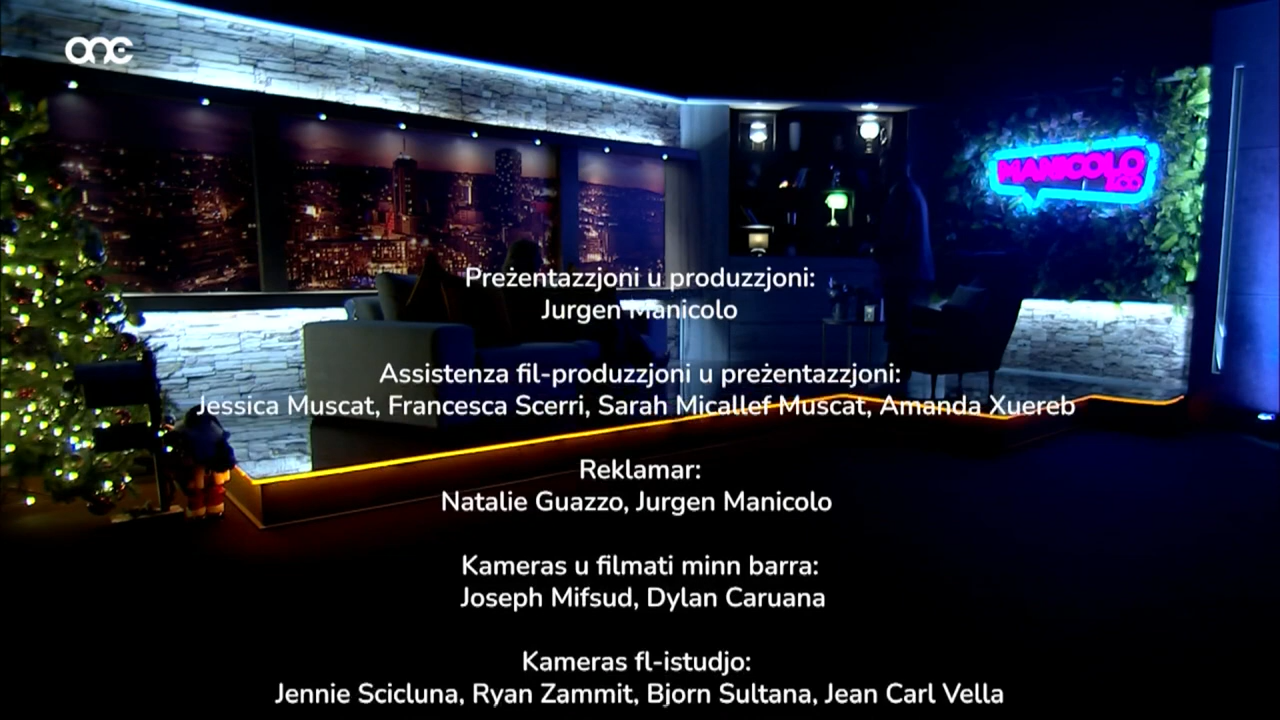 one
MANICOLO
Preżentazzjoni u produzzjoni:
Jurgen Manicolo
Assistenza fil-produzzjoni u preżentazzjoni:
Jessica Muscat, Francesca Scerri, Sarah Micallef Muscat, Amanda Xuereb
Reklamar:
Natalie Guazzo, Jurgen Manicolo
Kameras u filmati minn barra:
Joseph Mifsud, Dylan Caruana
Kameras fl-istudjo:
Jennie Scicluna, Ryan Zammit, Bjorn Sultana, Jean Carl Vella